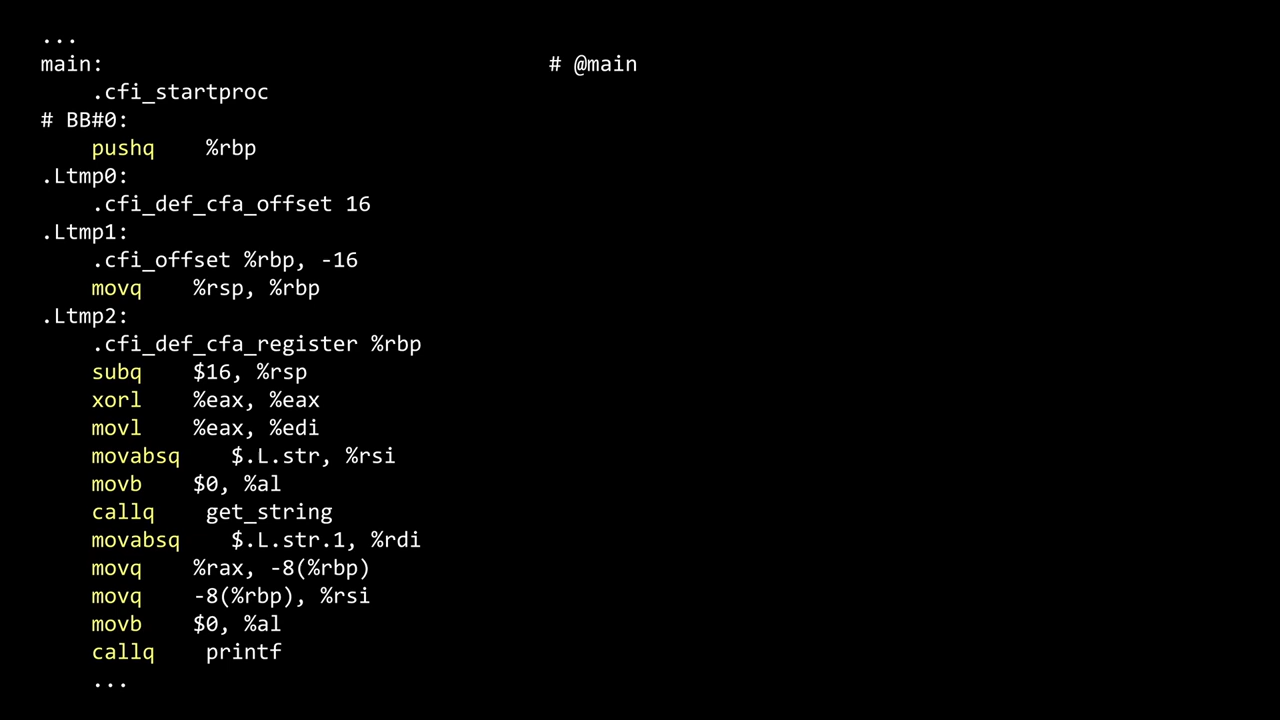 ...
main: # @main
.cfi_startproc
# BB#0:
pushq %rbp
.Ltmp0:
.cfi_def_cfa_offset 16
.Ltmp1:
.cfi_offset %rbp, -16
movq %rsp, %rbp
.Ltmp2:
.cfi_def_cfa_register %rbp
subq $16, %rsp
xorl %eax, %eax
movl %eax, %edi
movabsq $.L.str, %rsi
movb $0, %al
callq get_string
movabsq $.L.str.1, %rdi
movq %rax, -8(%rbp)
movq -8(%rbp), %rsi
movb $0, %al
callq printf
...